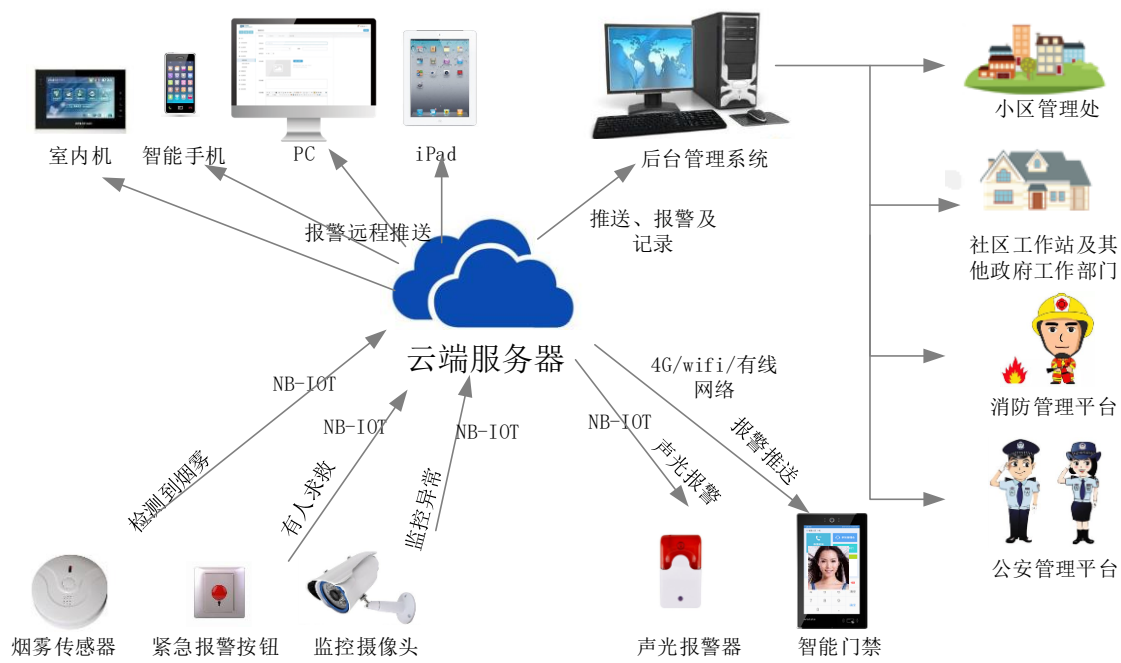 小区管理处
室内机
智能手机
PC
iPad
后台管理系统
报警远程推送
推送、报警及
记录
社区工作站及其
他政府工作部门
云端服务器
4G/wifi/有线
网络
NB-IOT
NB-IOT
NB-IOT
NB-IOT
消防管理平台
检测到烟雾
有人求救
监控异常
声光报警
报警推送
公安管理平台
烟雾传感器
紧急报警按钮
监控摄像头
声光报警器
智能门禁